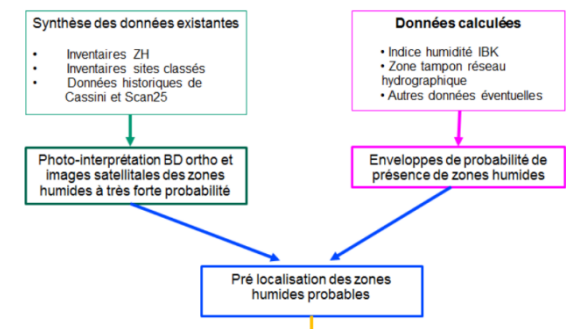 Synthèse des données existantes
• Inventaires ZH
• Inventaires sites classés
• Données historiques de
Cassini et Scan25
Données calculées
• Indice humidité IBK
• Zone tampon réseau
hydrographique
• Autres données éventuelles
Photo-interprétation BD ortho et
images satellitales des zones
humides à très forte probabilité
Enveloppes de probabilité de
présence de zones humides
Pré localisation des zones
humides probables